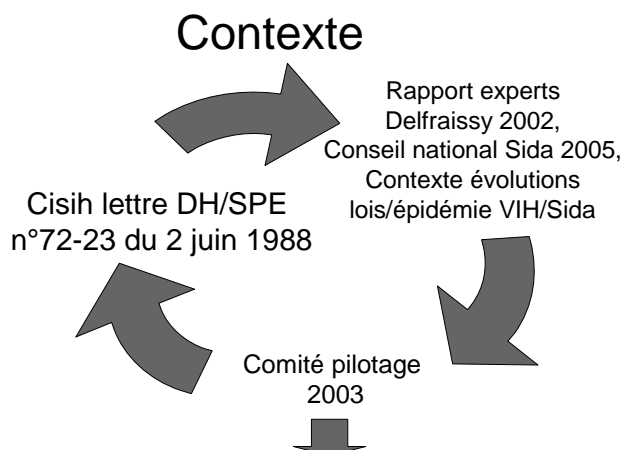 Contexte
Rapport experts
Delfraissy 2002,
Conseil national Sida 2005,
Contexte évolutions
lois/épidémie VIH/Sida
Cisih lettre DH/SPE
n°72-23 du 2 juin 1988
Comité pilotage
2003